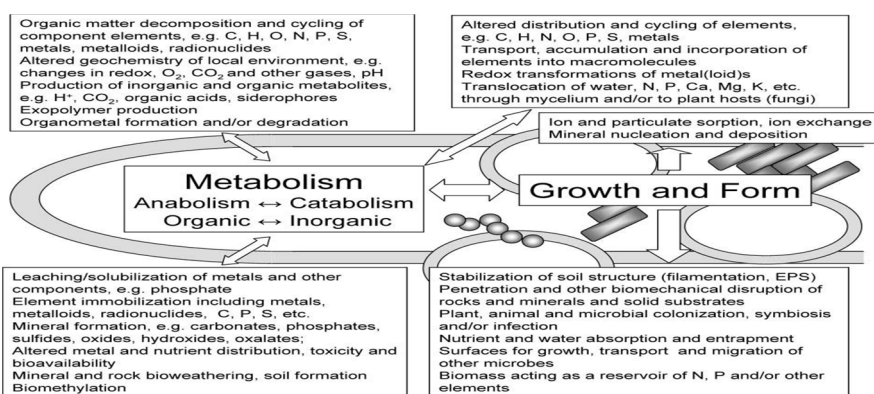 Organic matter decomposition and cycling of
component elements, e.g. C, H, O, N, P, S,
metals, metalloids, radionuclides
Altered geochemistry of local environment, e.g.
changes in redox, O₂, CO₂ and other gases, pH
Production of inorganic and organic metabolites,
e.g. H⁺, CO₂, organic acids, siderophores
Exopolymer production
Organometal formation and/or degradation
Altered distribution and cycling of elements,
e.g. C, H, N, O, P, S, metals
Transport, accumulation and incorporation of
elements into macromolecules
Redox transformations of metal(loid)s
Translocation of water, N, P, Ca, Mg, K, etc.
through mycelium and/or to plant hosts (fungi)
Ion and particulate sorption, ion exchange
Mineral nucleation and deposition
Metabolism
Anabolism ↔ Catabolism
Organic ↔ Inorganic
Growth and Form
Leaching/solubilization of metals and other
components, e.g. phosphate
Element immobilization including metals,
metalloids, radionuclides, C, P, S, etc.
Mineral formation, e.g. carbonates, phosphates,
sulfides, oxides, hydroxides, oxalates;
Altered metal and nutrient distribution, toxicity and
bioavailability
Mineral and rock bioweathering, soil formation
Biomethylation
Stabilization of soil structure (filamentation, EPS)
Penetration and other biomechanical disruption of
rocks and minerals and solid substrates
Plant, animal and microbial colonization, symbiosis
and/or infection
Nutrient and water absorption and entrapment
Surfaces for growth, transport and migration of
other microbes
Biomass acting as a reservoir of N, P and/or other
elements